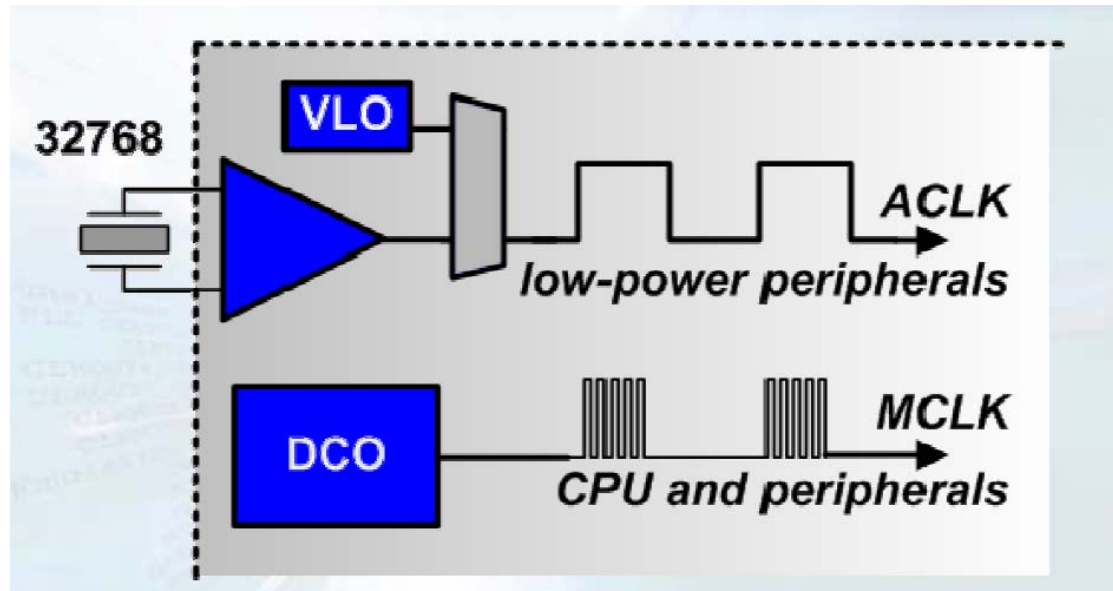 VLO
32768
ACLK
low-power peripherals
DCO
MCLK
CPU and peripherals